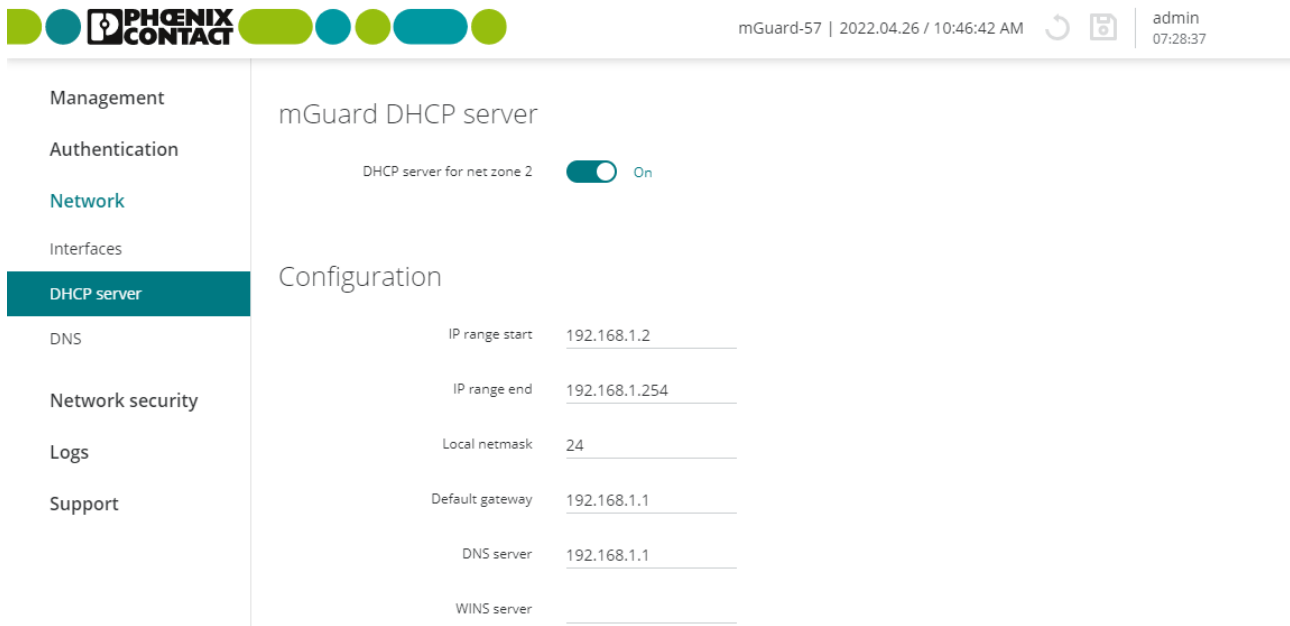 PHŒNIX
CONTACT
mGuard-57 | 2022.04.26 / 10:46:42 AM
admin
07:28:37
Management
Authentication
Network
Interfaces
DHCP server
DNS
Network security
Logs
Support
mGuard DHCP server
DHCP server for net zone 2 On
Configuration
IP range start 192.168.1.2
IP range end 192.168.1.254
Local netmask 24
Default gateway 192.168.1.1
DNS server 192.168.1.1
WINS server